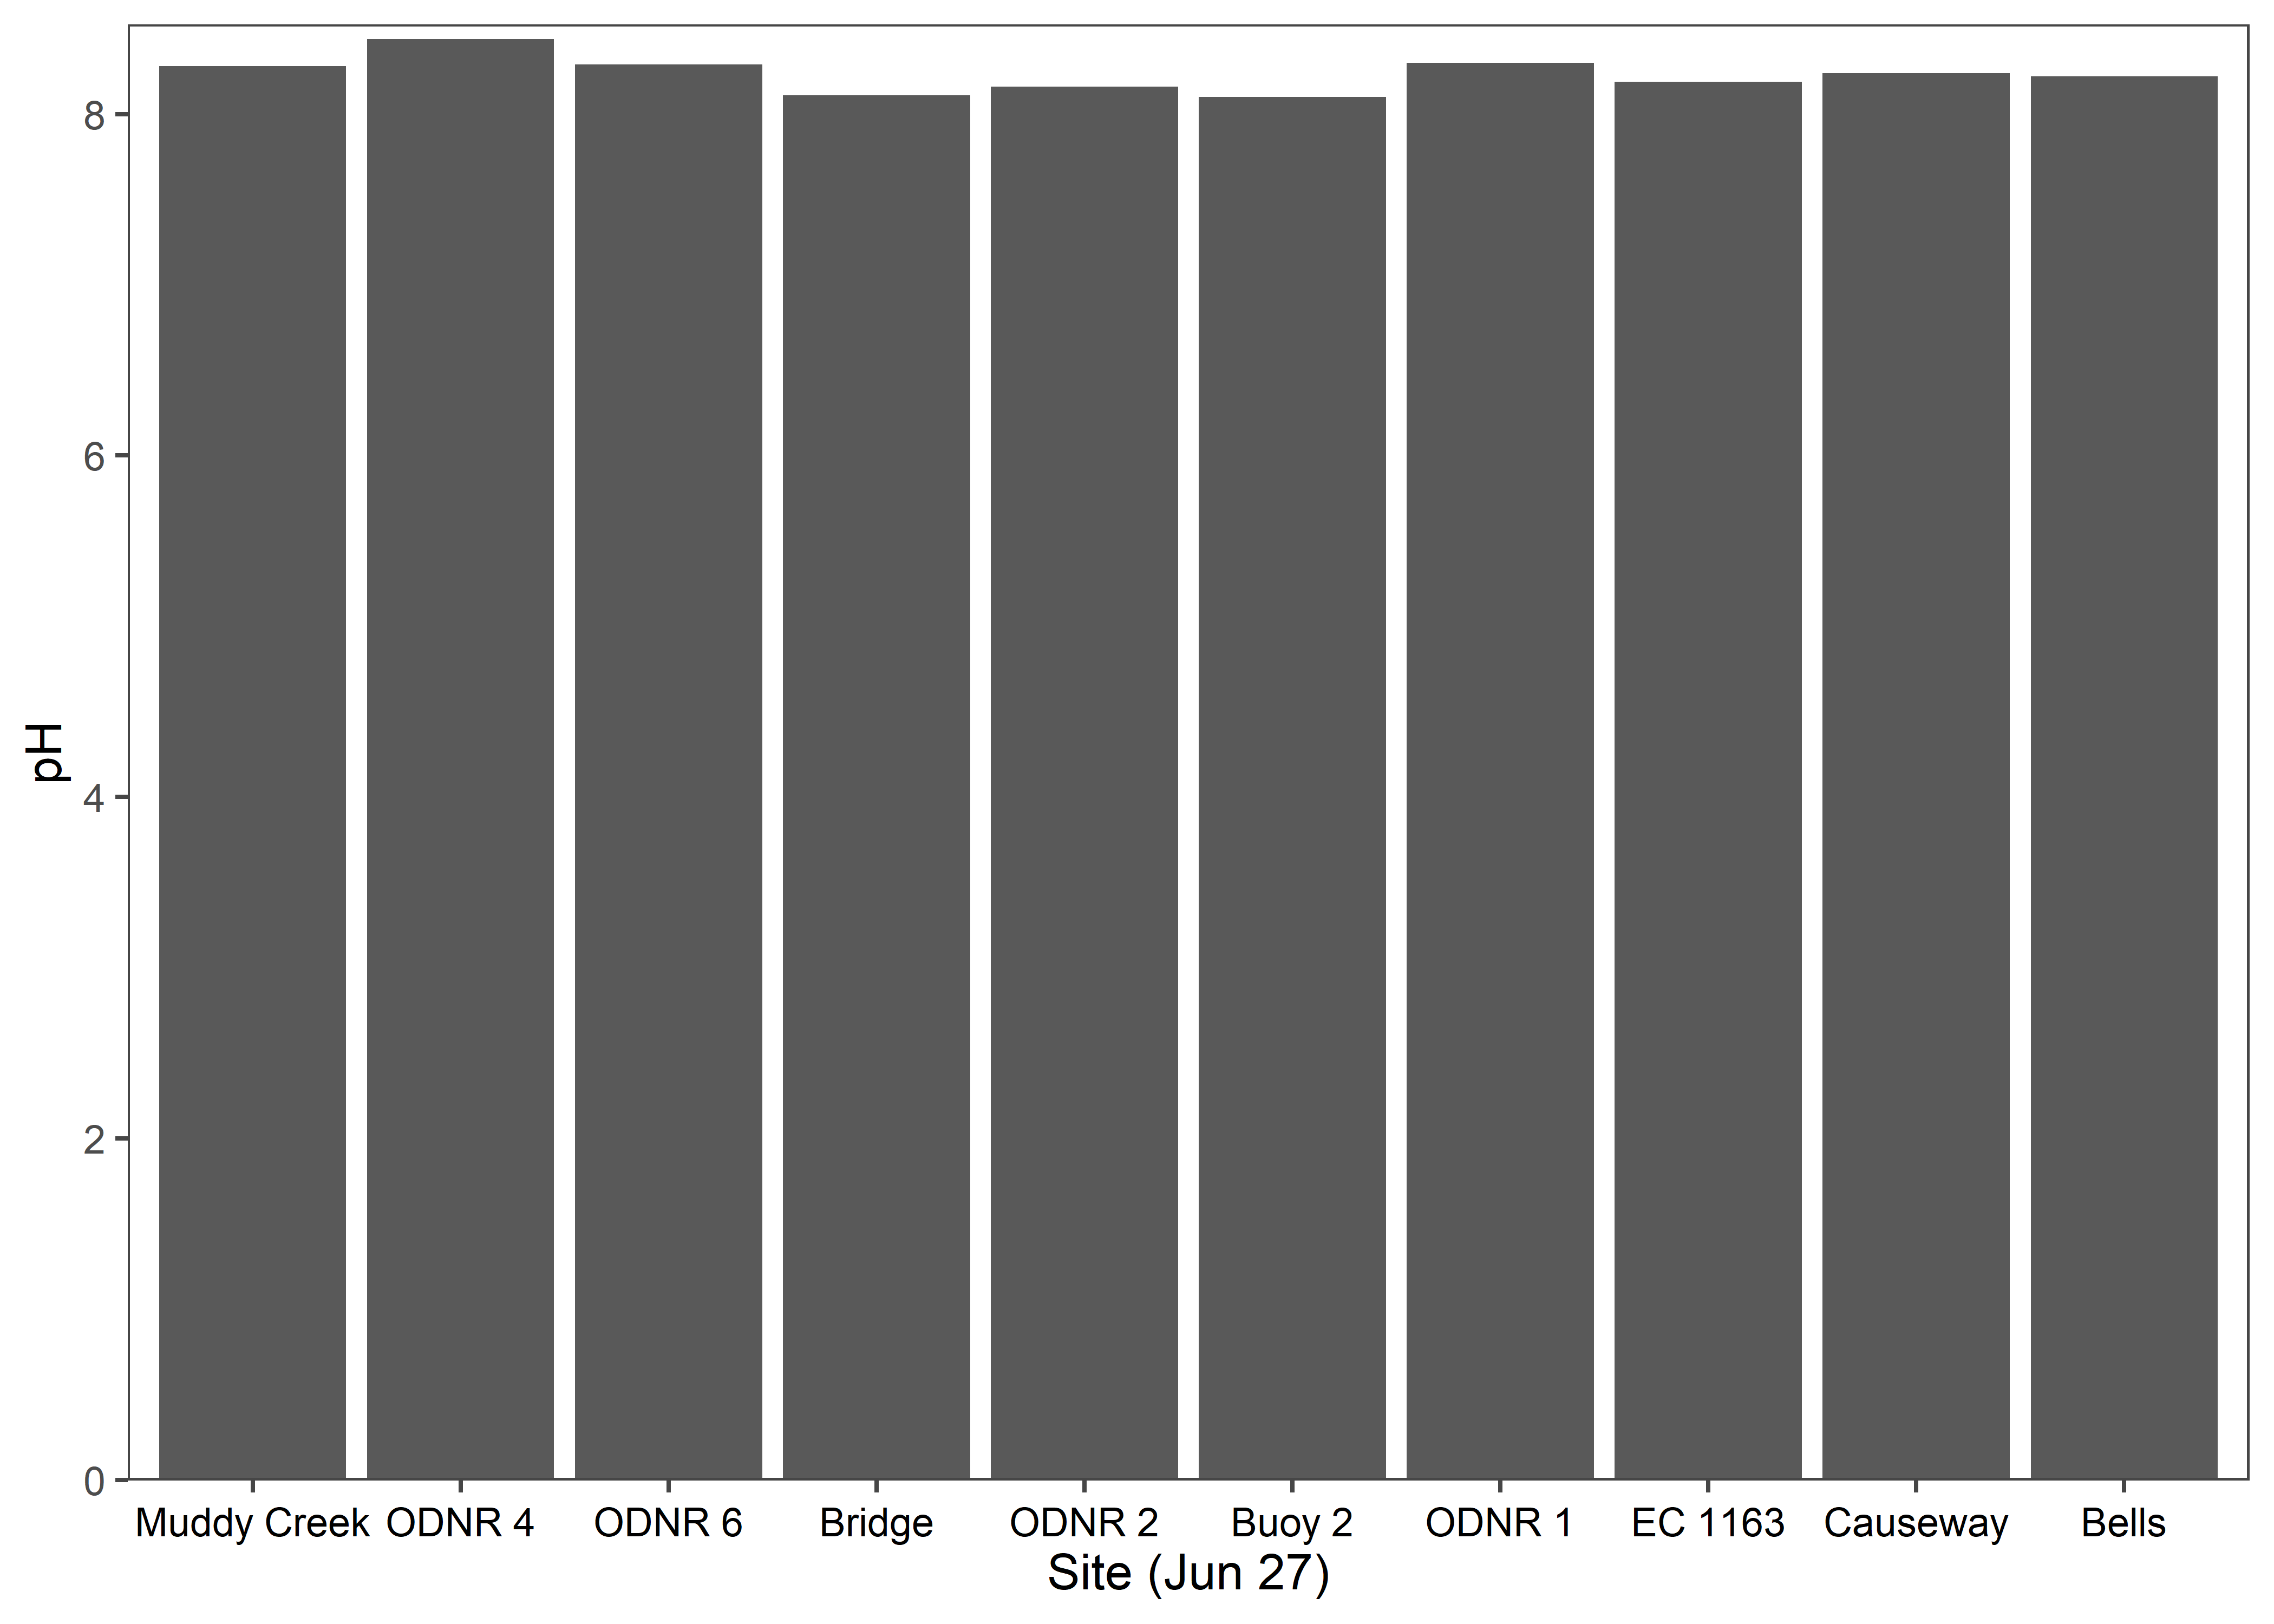 pH
8
6
4
2
0
Muddy Creek ODNR 4 ODNR 6 Bridge ODNR 2 Buoy 2 ODNR 1 EC 1163 Causeway Bells
Site (Jun 27)